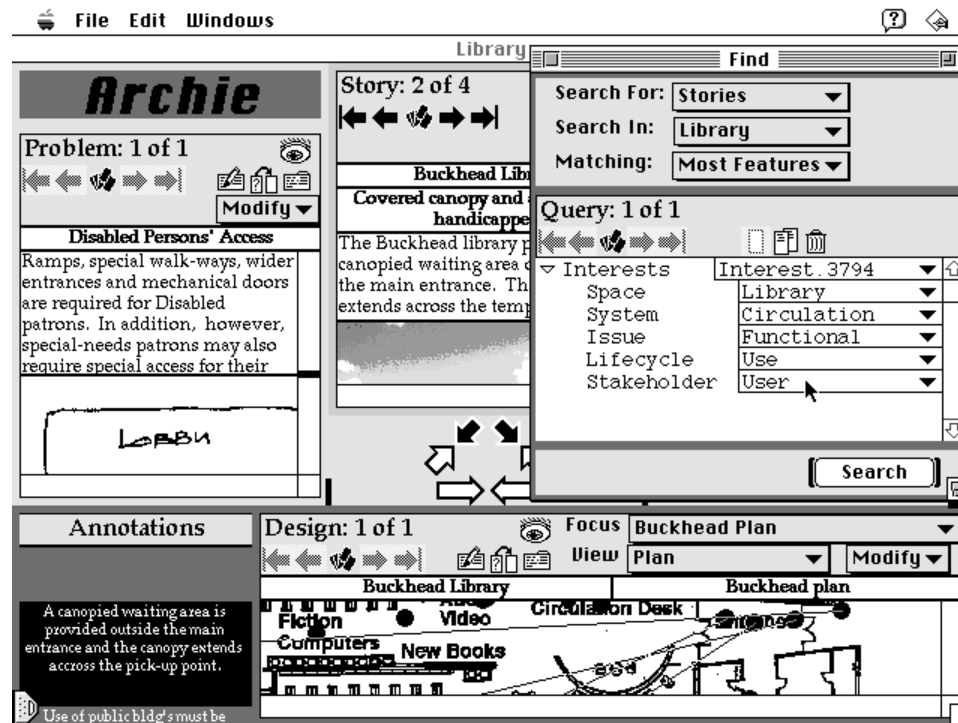 File Edit Windows
Library
Archie
Problem: 1 of 1
Modify
Disabled Persons' Access
Ramps, special walk-ways, wider
entrances and mechanical doors
are required for Disabled
patrons. In addition, however,
special-needs patrons may also
require special access for their
LOBBY
Story: 2 of 4
Buckhead Libr
Covered canopy and
handicappe
The Buckhead library p
canopied waiting area
the main entrance. Th
extends across the temp
Find
Search For: Stories
Search In: Library
Matching: Most Features
Query: 1 of 1
Interests Interest.3794
Space Library
System Circulation
Issue Functional
Lifecycle Use
Stakeholder User
Search
Annotations
A canopied waiting area is
provided outside the main
entrance and the canopy extends
accross the pick-up point.
Use of public bldg's must be
Design: 1 of 1
Focus Buckhead Plan
View Plan Modify
Buckhead Library Buckhead plan
Fiction
Video
Circulation Desk
Computers
New Books